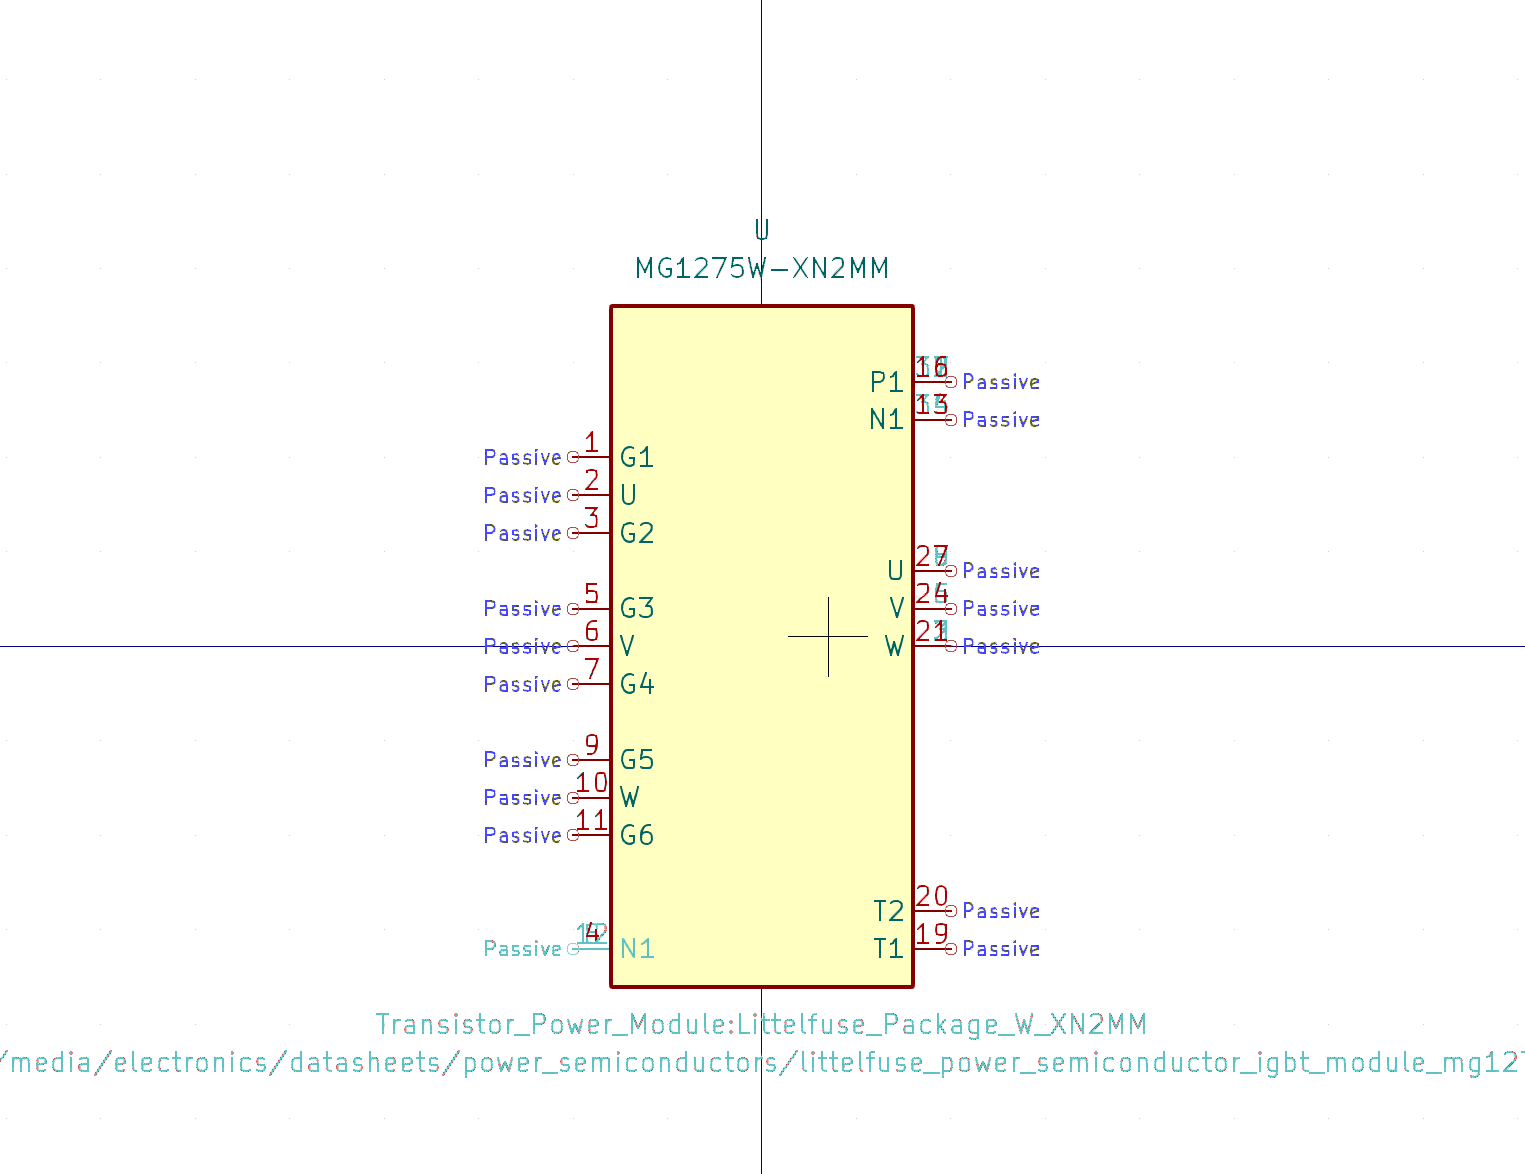 U
MG1275W-XN2MM
16 P1 Passive
13 N1 Passive
Passive 1 G1
Passive 2 U
Passive 3 G2
27 U Passive
Passive 5 G3
24 V Passive
Passive 6 V
21 W Passive
Passive 7 G4
Passive 9 G5
Passive 10 W
Passive 11 G6
T2 20 Passive
Passive 4 N1
T1 19 Passive
Transistor_Power_Module:Littelfuse_Package_W_XN2MM
/media/electronics/datasheets/power_semiconductors/littelfuse_power_semiconductor_igbt_module_mg127